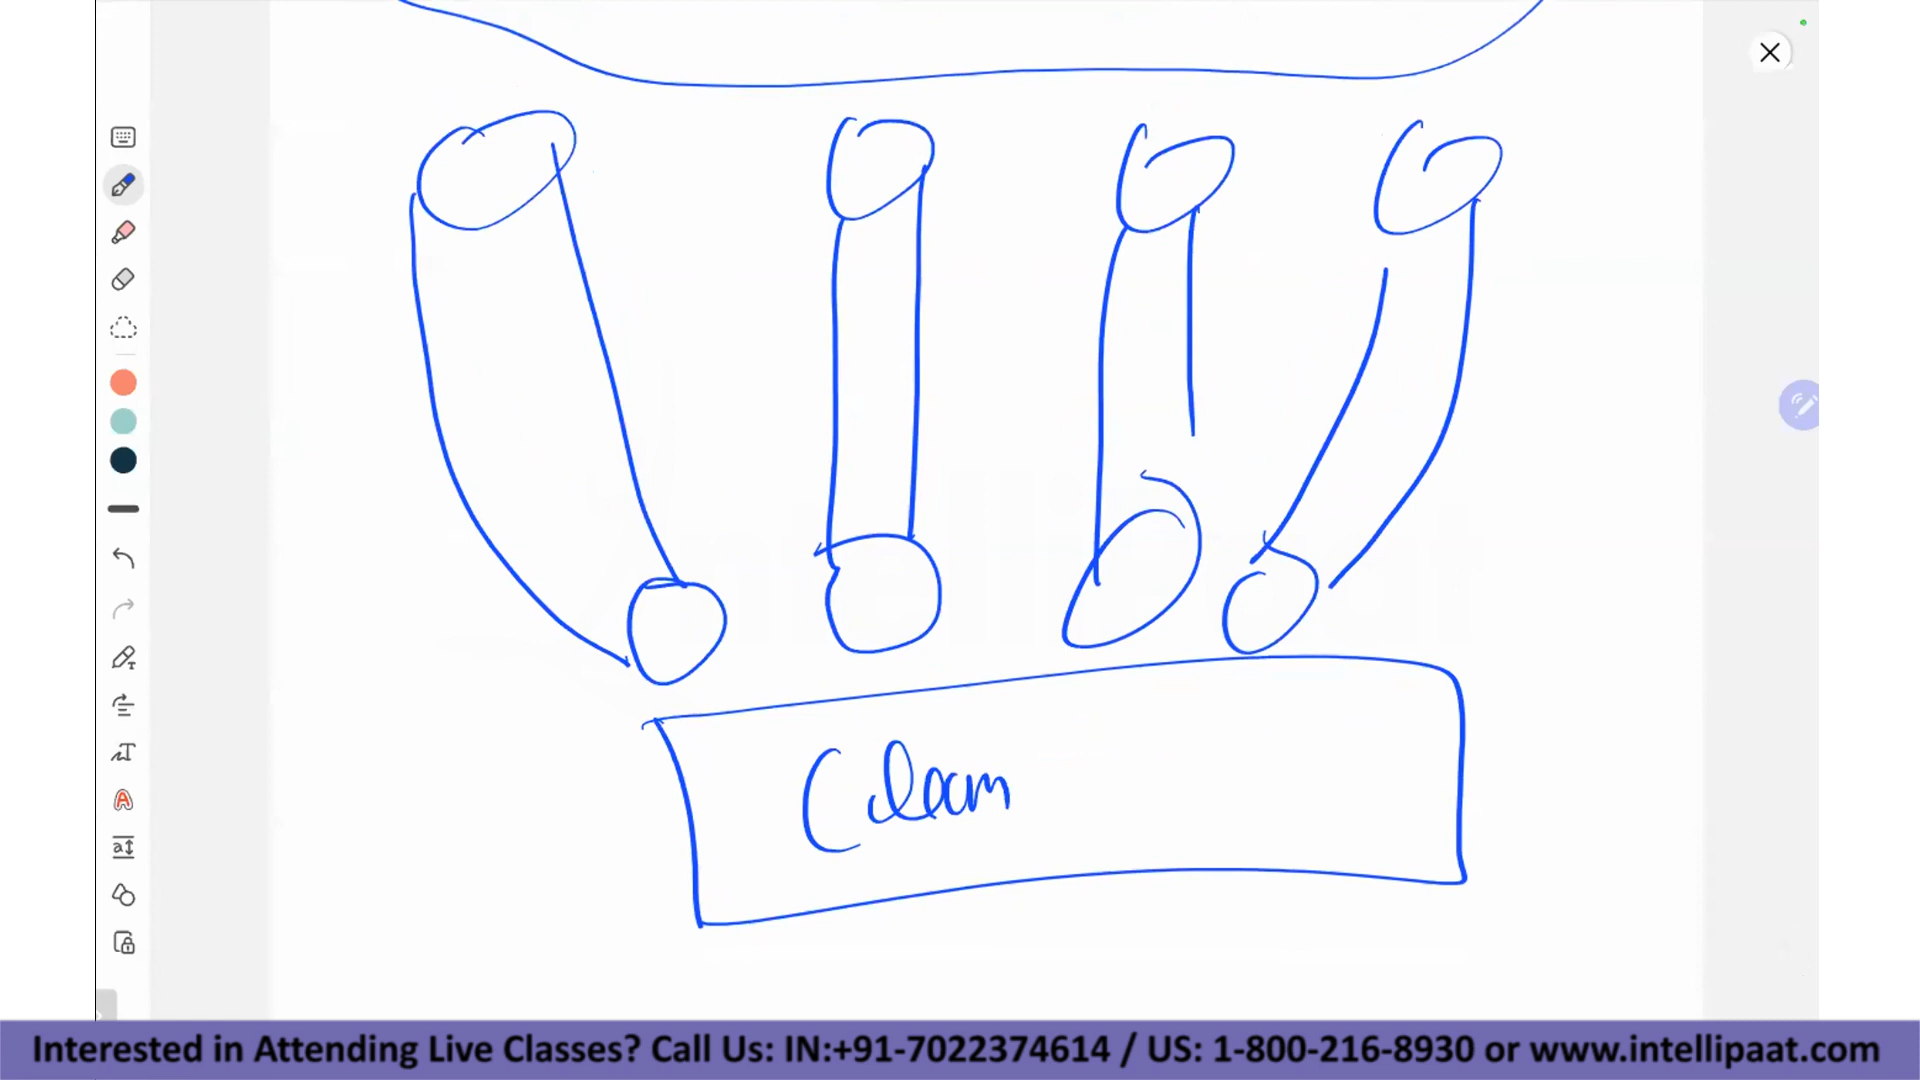 Clean
Interested in Attending Live Classes? Call Us: IN:+91-7022374614 / US: 1-800-216-8930 or www.intellipaat.com